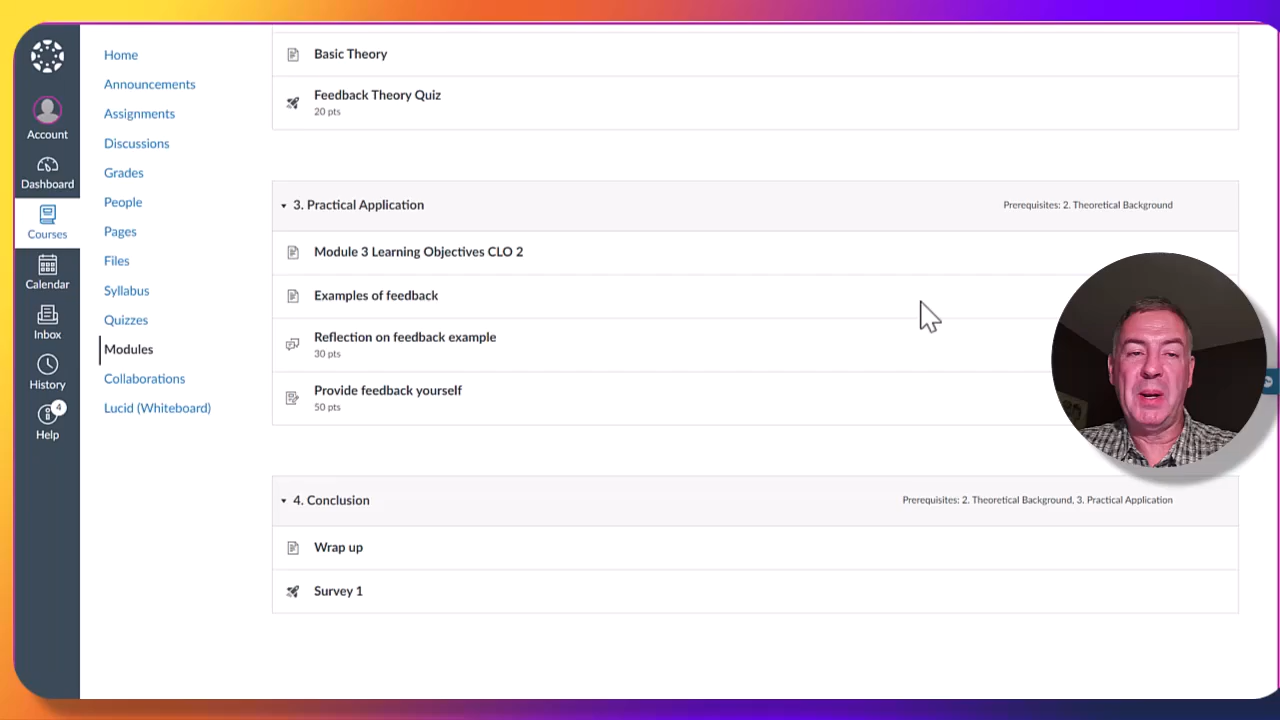 Account
Dashboard
Courses
Calendar
Inbox
History
4
Help
Home
Announcements
Assignments
Discussions
Grades
People
Pages
Files
Syllabus
Quizzes
Modules
Collaborations
Lucid (Whiteboard)
Basic Theory
Feedback Theory Quiz
20 pts
3. Practical Application
Prerequisites: 2. Theoretical Background
Module 3 Learning Objectives CLO 2
Examples of feedback
Reflection on feedback example
30 pts
Provide feedback yourself
50 pts
4. Conclusion
Prerequisites: 2. Theoretical Background, 3. Practical Application
Wrap up
Survey 1